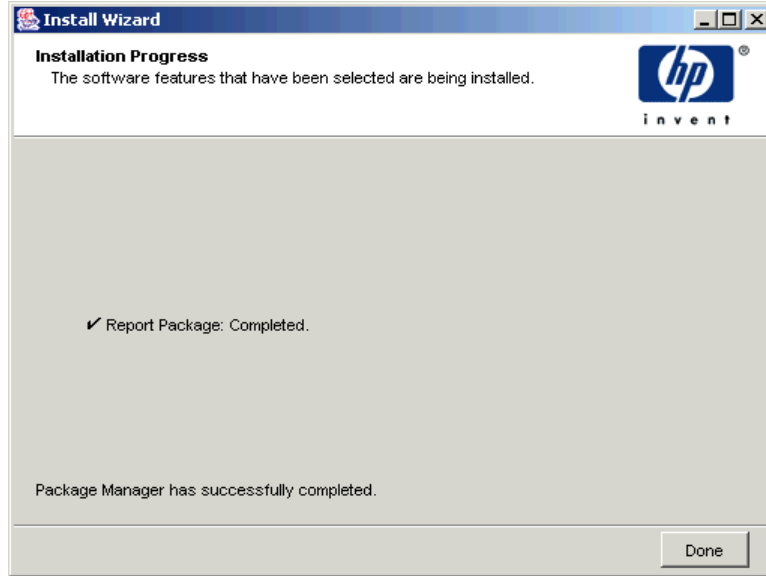 Install Wizard
Installation Progress
The software features that have been selected are being installed.
hp
®
invent
✔ Report Package: Completed.
Package Manager has successfully completed.
Done